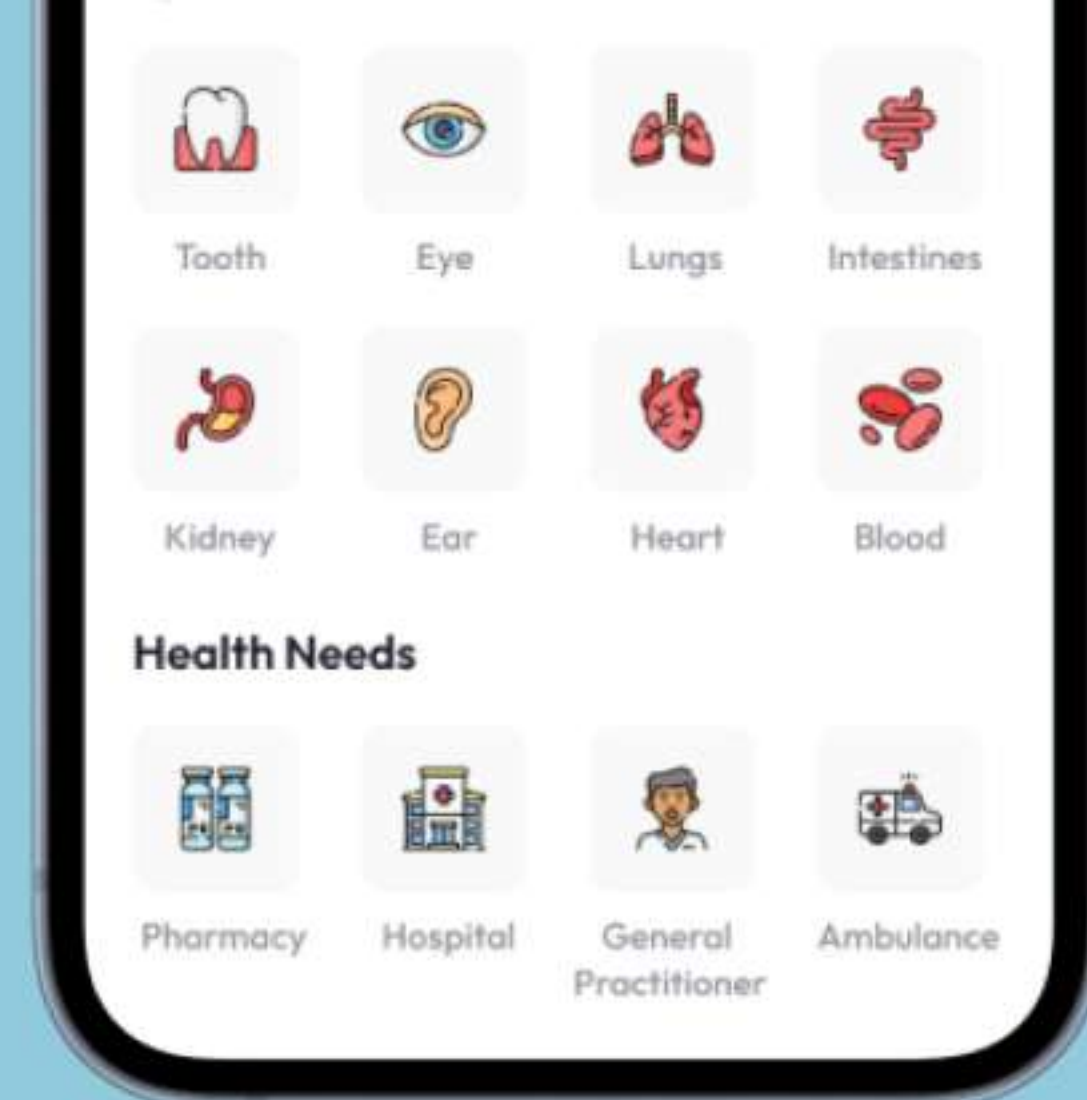 Tooth
Eye
Lungs
Intestines
Kidney
Ear
Heart
Blood
Health Needs
Pharmacy
Hospital
General
Practitioner
Ambulance